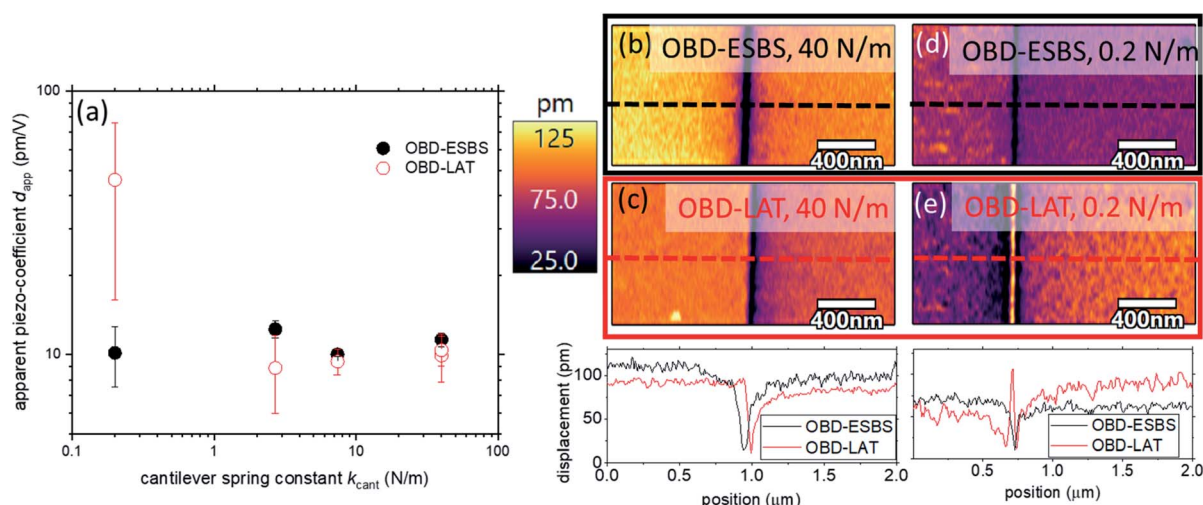 (a)
100
10
apparent piezo-coefficient dapp (pm/V)
OBD-ESBS
OBD-LAT
0.1
1
10
100
cantilever spring constant kcant (N/m)
pm
125
75.0
25.0
(b) OBD-ESBS, 40 N/m
400nm
(d) OBD-ESBS, 0.2 N/m
400nm
(c) OBD-LAT, 40 N/m
400nm
(e) OBD-LAT, 0.2 N/m
400nm
displacement (pm)
100
50
0
OBD-ESBS
OBD-LAT
0.0 0.5 1.0 1.5 2.0
position (μm)
OBD-ESBS
OBD-LAT
0.5 1.0 1.5 2.0
position (μm)